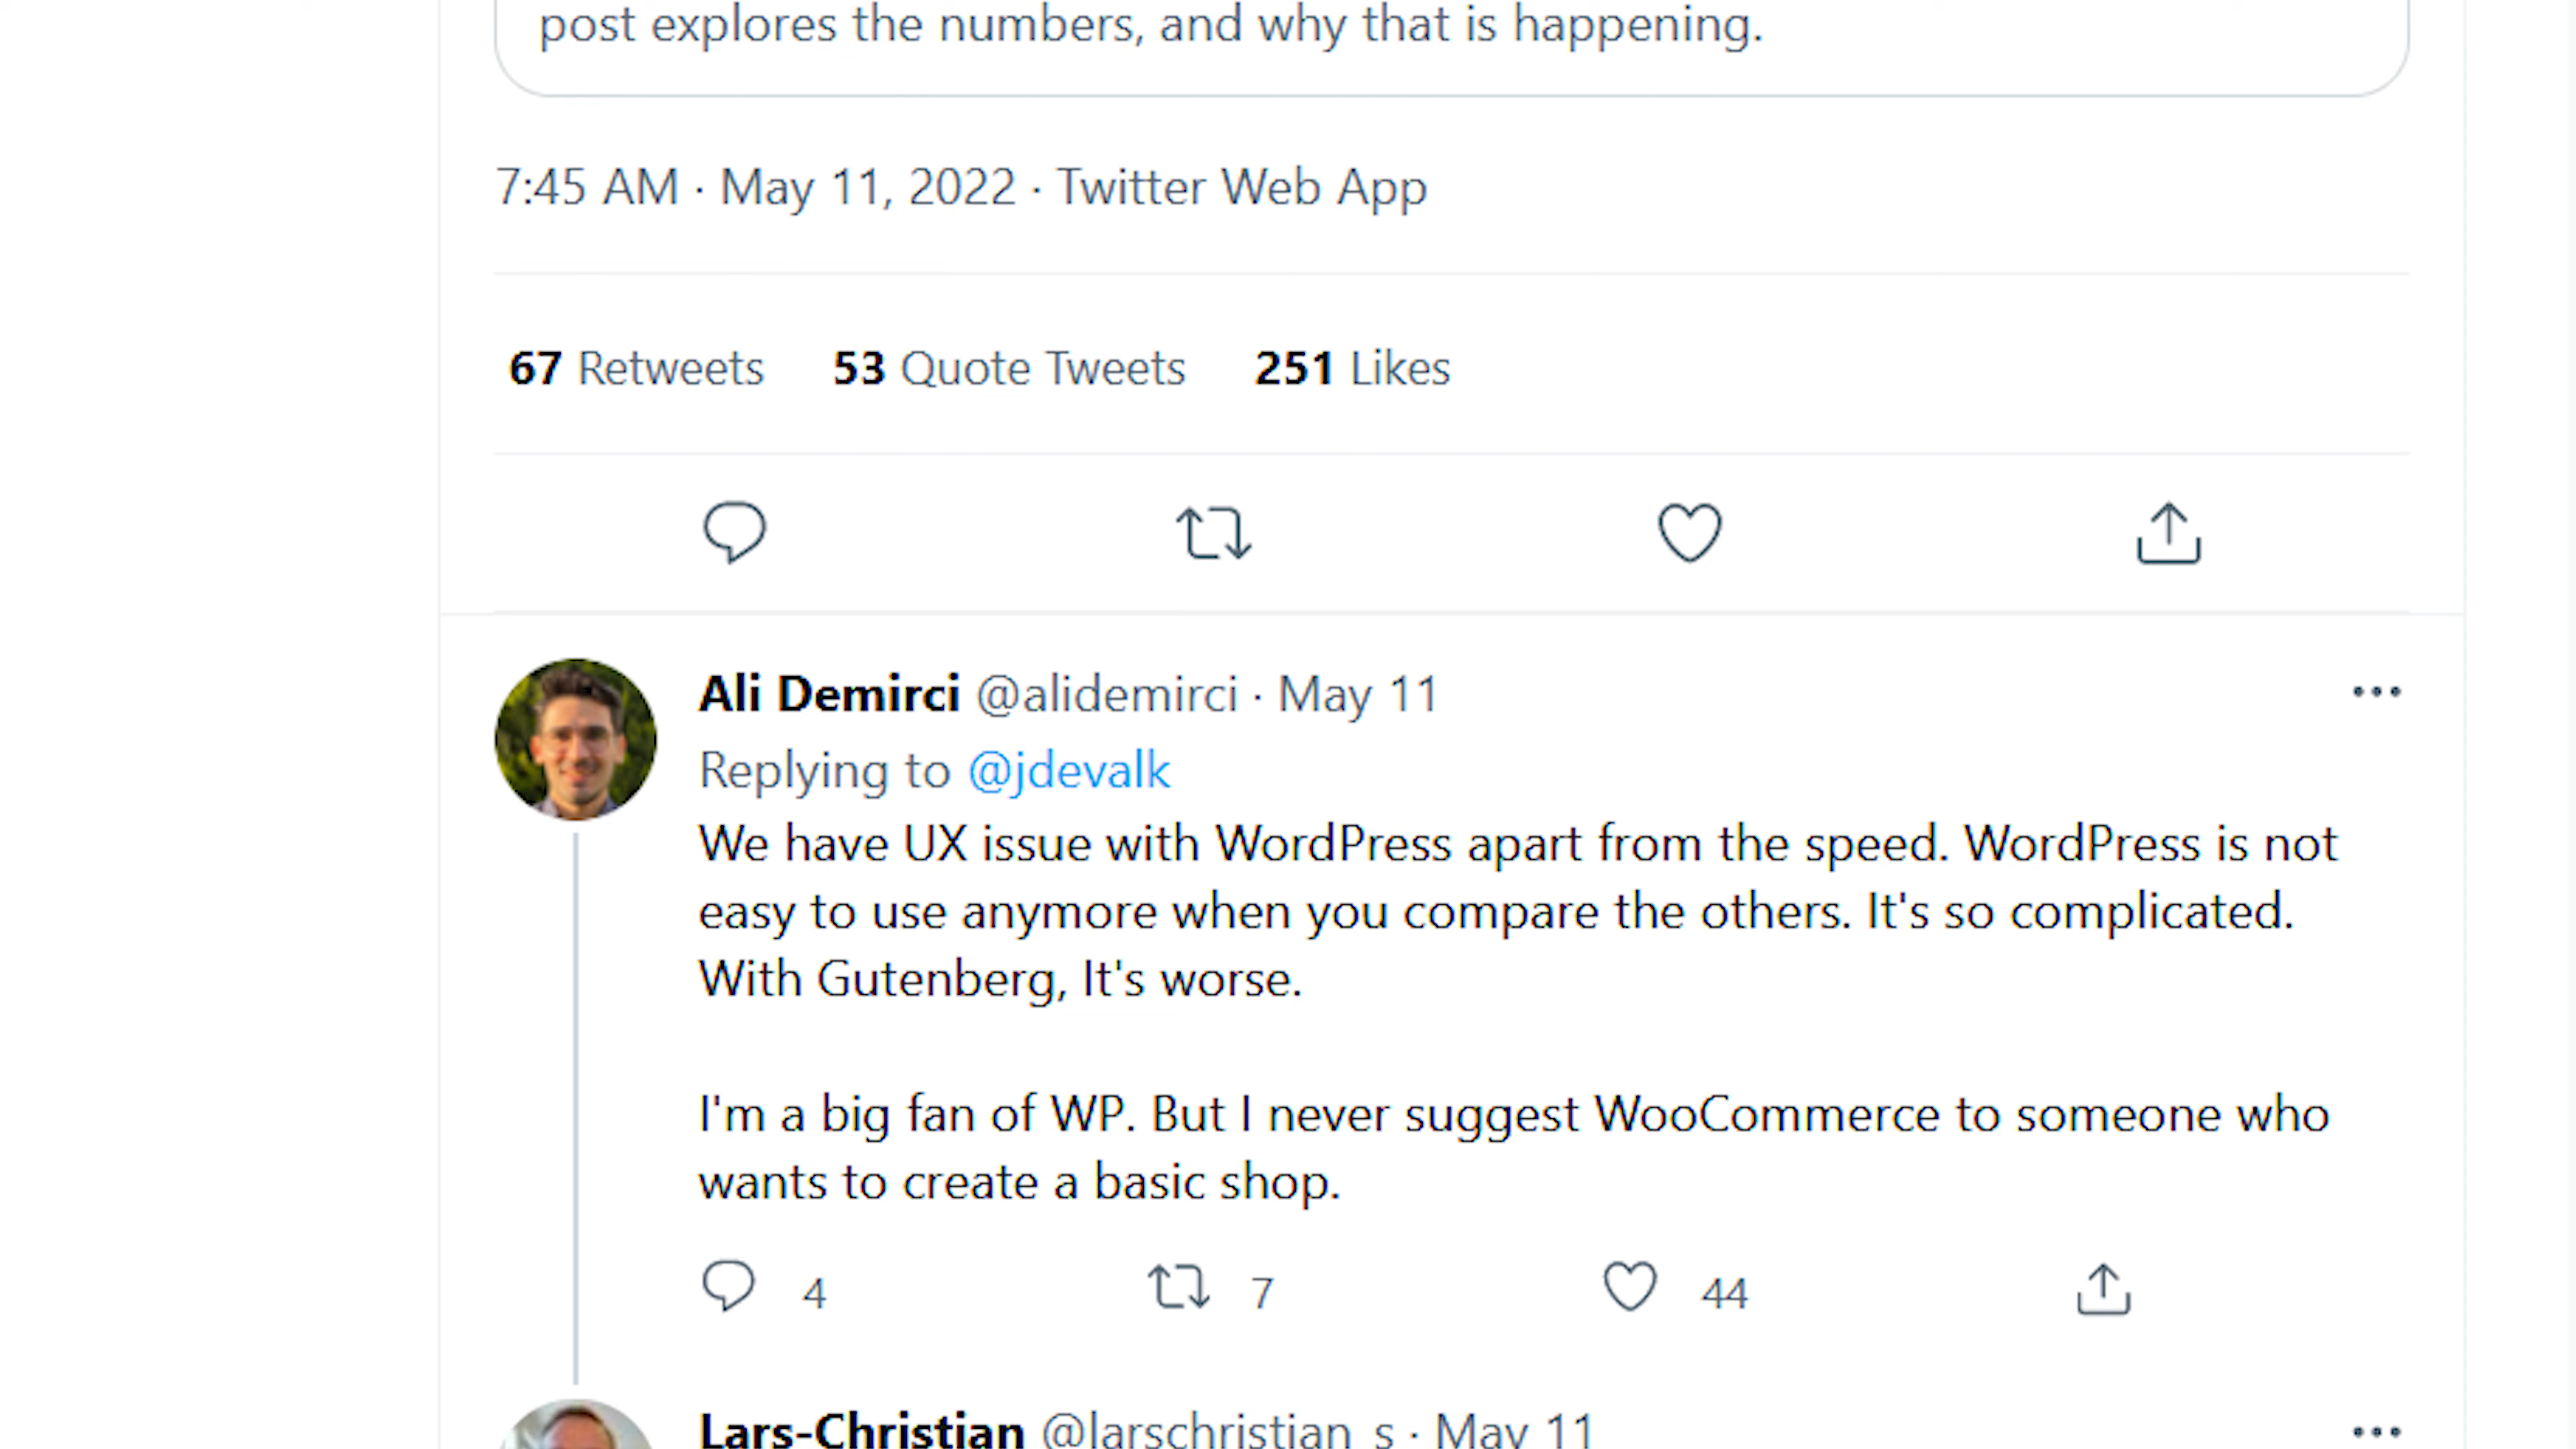 post explores the numbers, and why that is happening.
7:45 AM · May 11, 2022 · Twitter Web App
67 Retweets 53 Quote Tweets 251 Likes
Ali Demirci @alidemirci · May 11
Replying to @jdevalk
We have UX issue with WordPress apart from the speed. WordPress is not
easy to use anymore when you compare the others. It's so complicated.
With Gutenberg, It's worse.
I'm a big fan of WP. But I never suggest WooCommerce to someone who
wants to create a basic shop.
4 7 44
Lars-Christian @larschristian_s · May 11